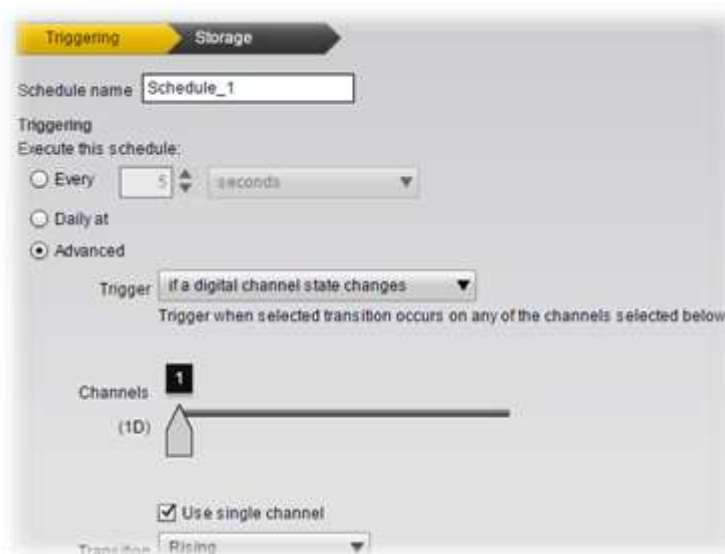 Triggering Storage
Schedule name Schedule_1
Triggering
Execute this schedule:
Every 5 seconds
Daily at
Advanced
Trigger if a digital channel state changes
Trigger when selected transition occurs on any of the channels selected below
1
Channels
(1D)
Use single channel
Transition Rising